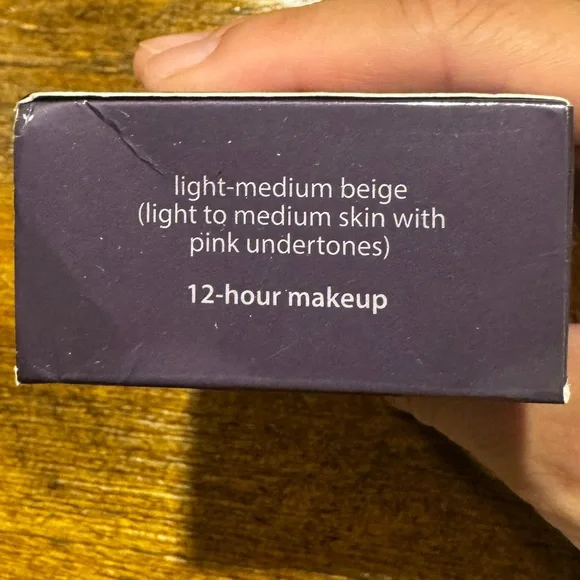 light-medium beige
(light to medium skin with
pink undertones)
12-hour makeup